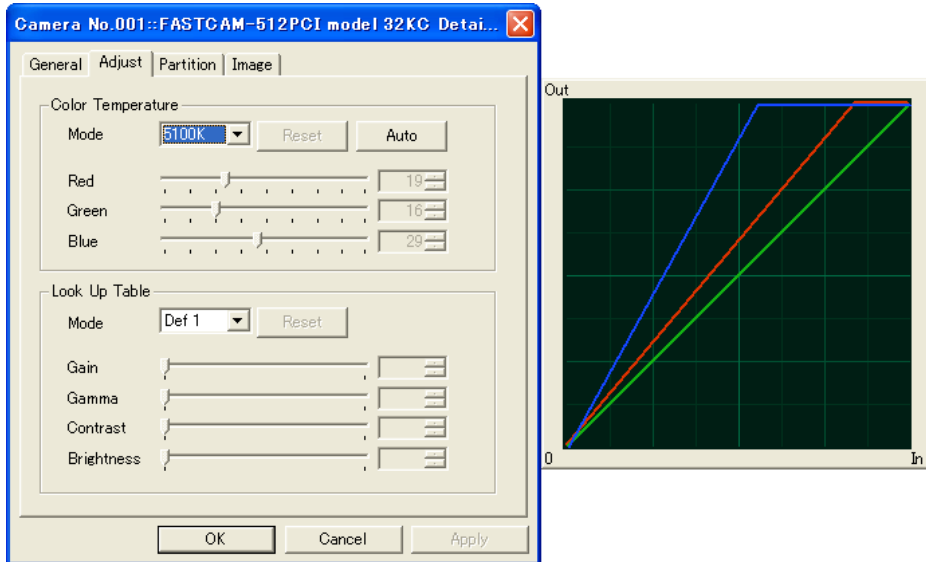 Camera No.001::FASTCAM-512PCI model 32KC Detai...
General Adjust Partition Image
Color Temperature
Mode 5100K Reset Auto
Red 19
Green 16
Blue 29
Look Up Table
Mode Def 1 Reset
Gain
Gamma
Contrast
Brightness
OK Cancel Apply
Out
0 In